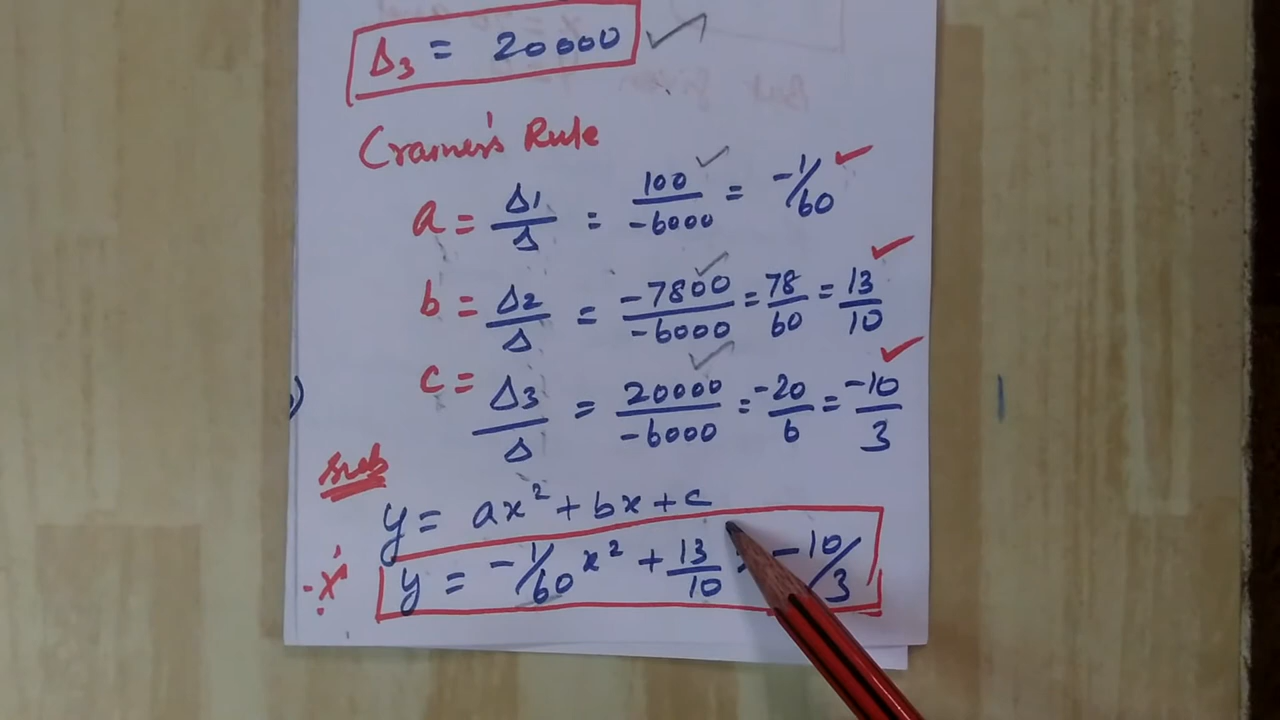 Δ3 = 20000
Cramer's Rule
a = Δ1/Δ = 100/-6000 = -1/60
b = Δ2/Δ = -7800/-6000 = 78/60 = 13/10
c = Δ3/Δ = 20000/-6000 = -20/6 = -10/3
sub
y = ax² + bx + c
y = -1/60 x² + 13/10 -10/3